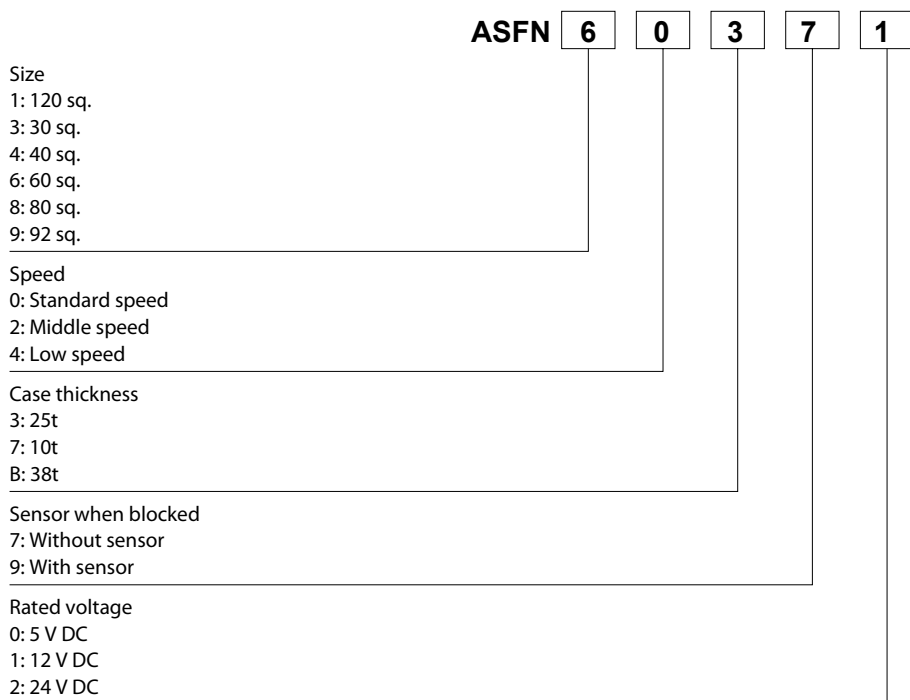 ASFN 6 0 3 7 1
Size
1: 120 sq.
3: 30 sq.
4: 40 sq.
6: 60 sq.
8: 80 sq.
9: 92 sq.
Speed
0: Standard speed
2: Middle speed
4: Low speed
Case thickness
3: 25t
7: 10t
B: 38t
Sensor when blocked
7: Without sensor
9: With sensor
Rated voltage
0: 5 V DC
1: 12 V DC
2: 24 V DC